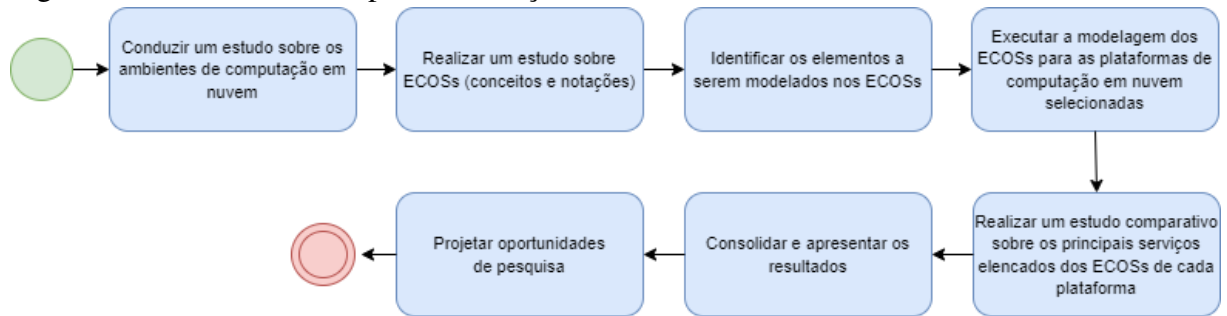 Conduzir um estudo sobre os
ambientes de computação em
nuvem
Realizar um estudo sobre
ECOSs (conceitos e notações)
Identificar os elementos a
serem modelados nos ECOSs
Executar a modelagem dos
ECOSs para as plataformas de
computação em nuvem
selecionadas
Realizar um estudo comparativo
sobre os principais serviços
elencados dos ECOSs de cada
plataforma
Consolidar e apresentar os
resultados
Projetar oportunidades
de pesquisa